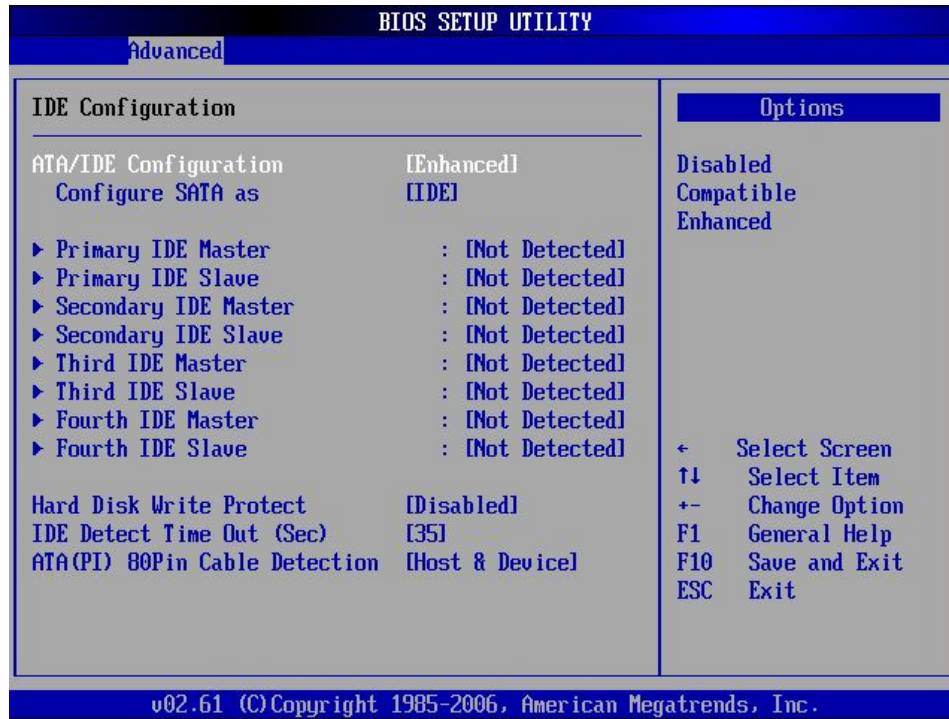 BIOS SETUP UTILITY
Advanced
IDE Configuration
ATA/IDE Configuration [Enhanced]
Configure SATA as [IDE]
▶ Primary IDE Master : [Not Detected]
▶ Primary IDE Slave : [Not Detected]
▶ Secondary IDE Master : [Not Detected]
▶ Secondary IDE Slave : [Not Detected]
▶ Third IDE Master : [Not Detected]
▶ Third IDE Slave : [Not Detected]
▶ Fourth IDE Master : [Not Detected]
▶ Fourth IDE Slave : [Not Detected]
Hard Disk Write Protect [Disabled]
IDE Detect Time Out (Sec) [35]
ATA(PI) 80Pin Cable Detection [Host & Device]
Options
Disabled
Compatible
Enhanced
← Select Screen
↑↓ Select Item
+- Change Option
F1 General Help
F10 Save and Exit
ESC Exit
v02.61 (C)Copyright 1985-2006, American Megatrends, Inc.